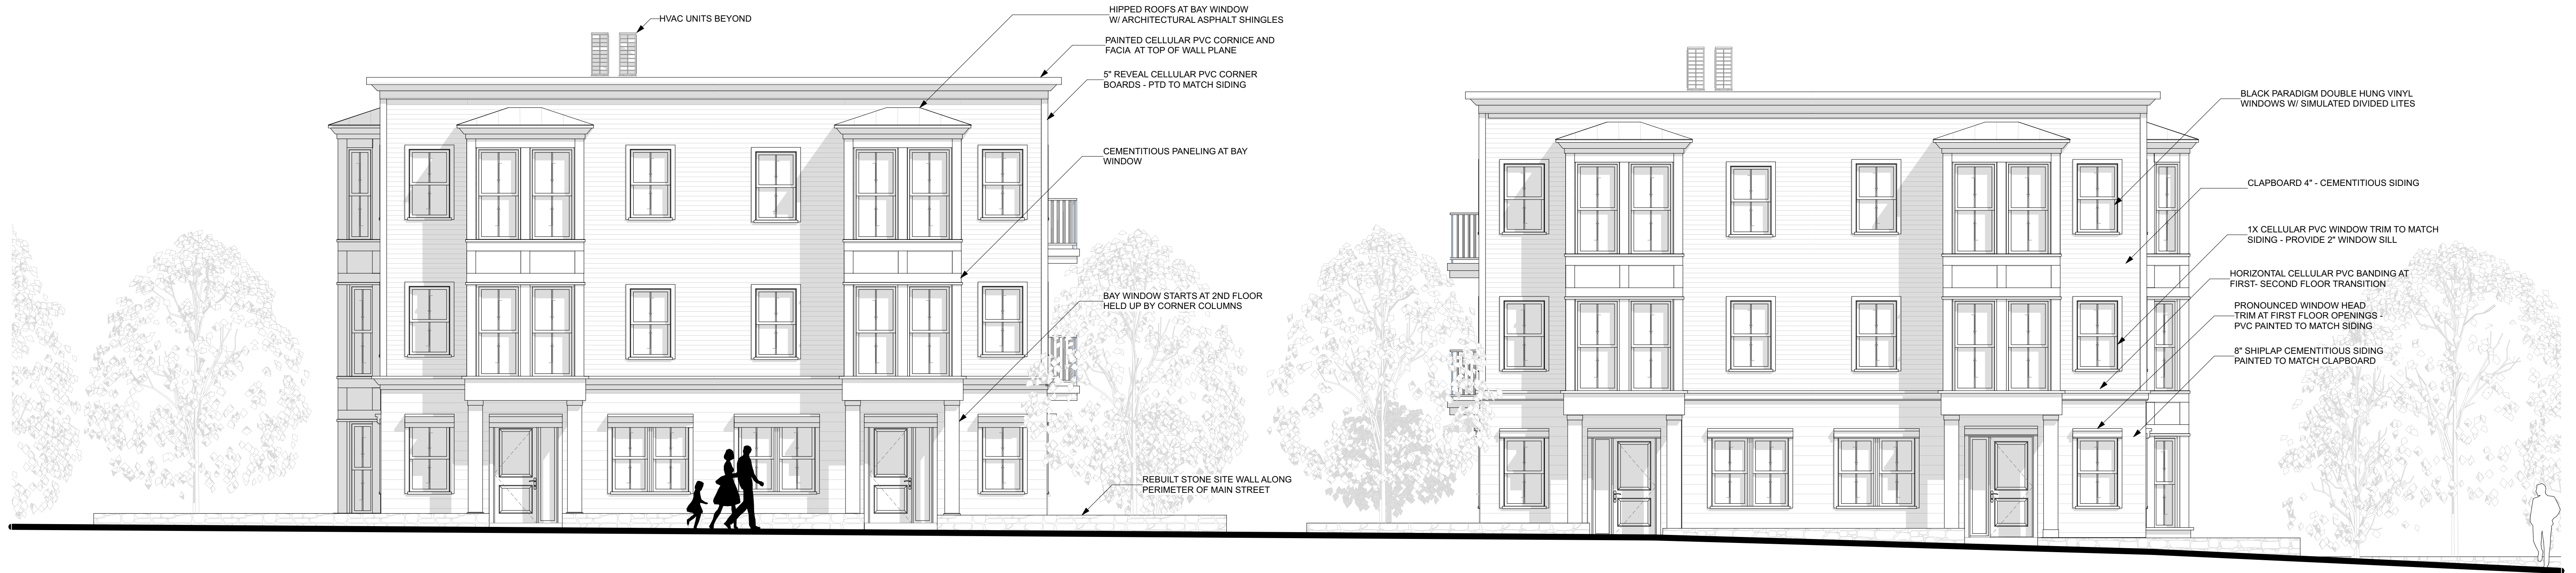 HVAC UNITS BEYOND
HIPPED ROOFS AT BAY WINDOW
W/ ARCHITECTURAL ASPHALT SHINGLES
PAINTED CELLULAR PVC CORNICE AND
FACIA AT TOP OF WALL PLANE
5" REVEAL CELLULAR PVC CORNER
BOARDS - PTD TO MATCH SIDING
CEMENTITIOUS PANELING AT BAY
WINDOW
BAY WINDOW STARTS AT 2ND FLOOR
HELD UP BY CORNER COLUMNS
REBUILT STONE SITE WALL ALONG
PERIMETER OF MAIN STREET
BLACK PARADIGM DOUBLE HUNG VINYL
WINDOWS W/ SIMULATED DIVIDED LITES
CLAPBOARD 4" - CEMENTITIOUS SIDING
1X CELLULAR PVC WINDOW TRIM TO MATCH
SIDING - PROVIDE 2" WINDOW SILL
HORIZONTAL CELLULAR PVC BANDING AT
FIRST- SECOND FLOOR TRANSITION
PRONOUNCED WINDOW HEAD
TRIM AT FIRST FLOOR OPENINGS -
PVC PAINTED TO MATCH SIDING
8" SHIPLAP CEMENTITIOUS SIDING
PAINTED TO MATCH CLAPBOARD